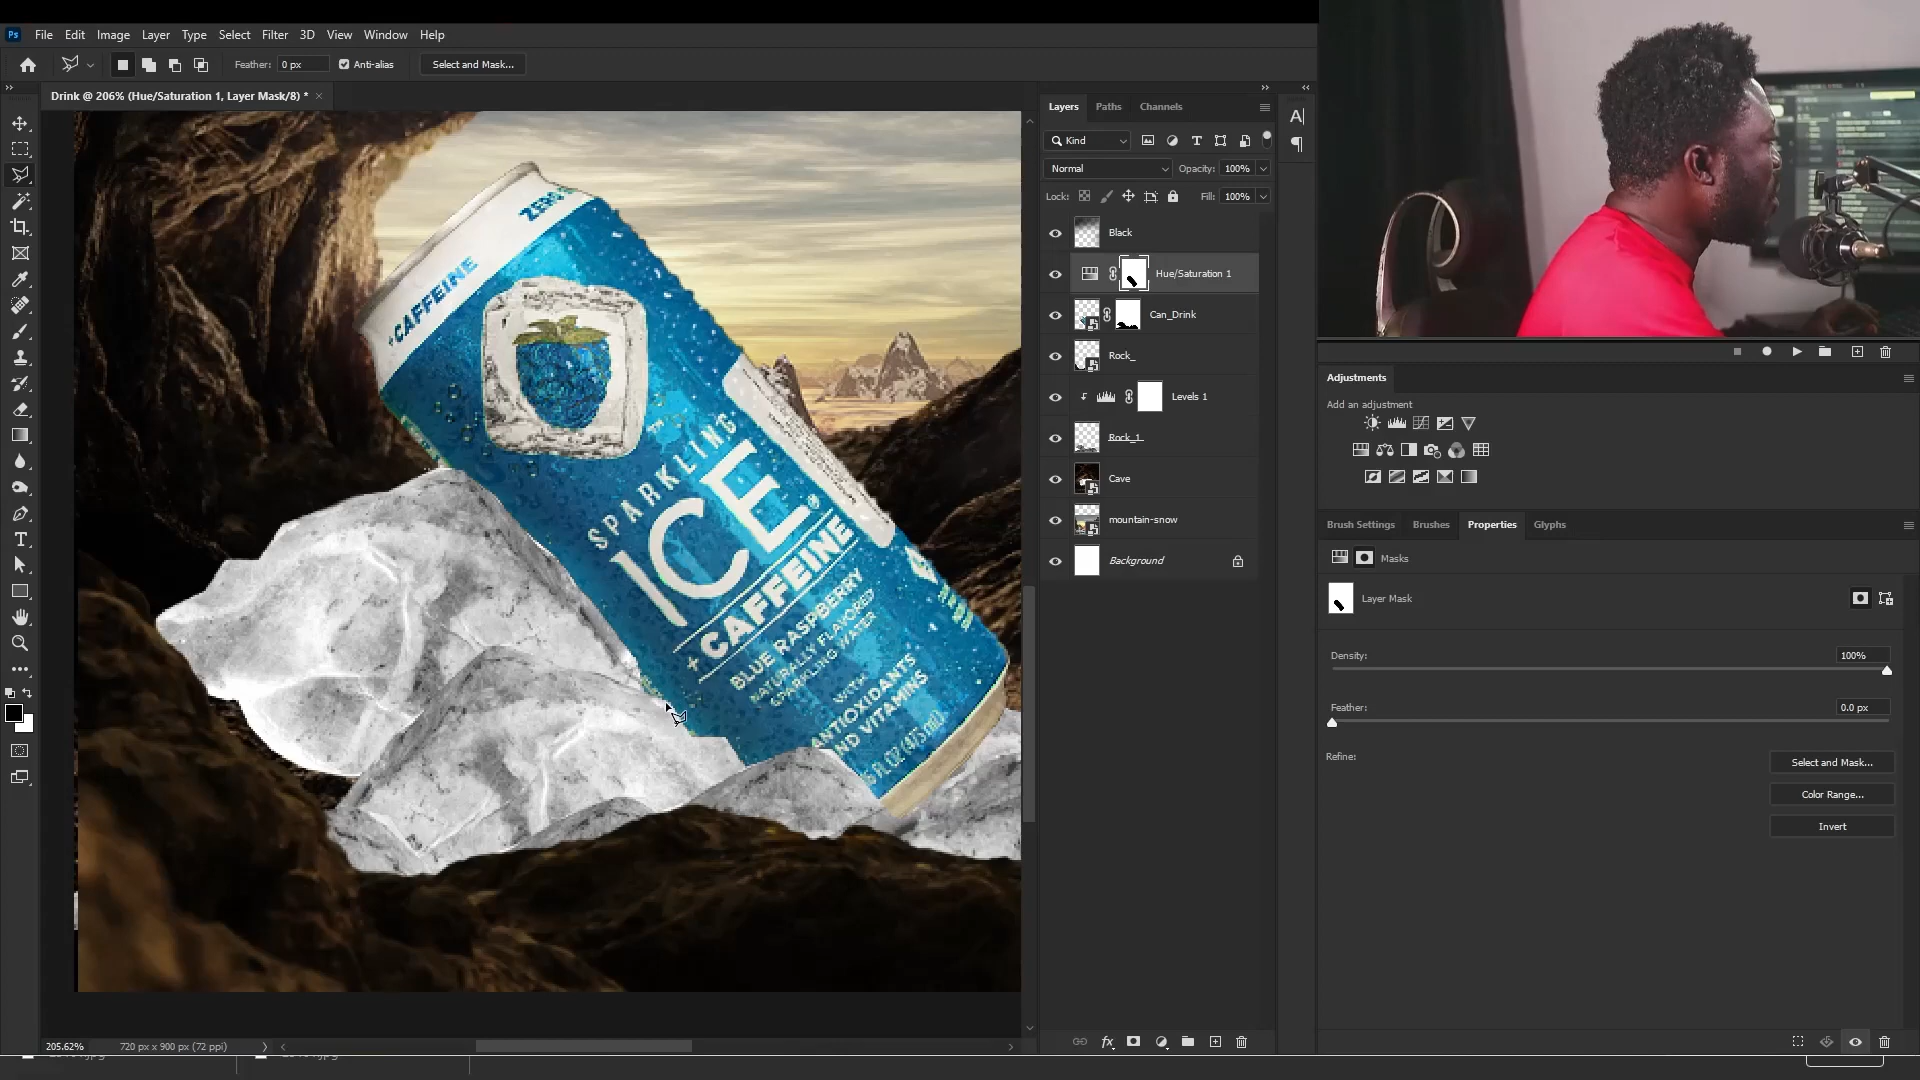 Ps File Edit Image Layer Type Select Filter 3D View Window Help
Feather: 0 px Anti-alias Select and Mask...
Drink @ 206% (Hue/Saturation 1, Layer Mask/8) * ×
ZERO
+CAFFEINE
SPARKLING
ICE®
+ CAFFEINE
BLUE RASPBERRY
NATURALLY FLAVORED
SPARKLING WATER
WITH
ANTIOXIDANTS
AND VITAMINS
Layers Paths Channels
Kind
Normal Opacity: 100%
Lock: Fill: 100%
Black
Hue/Saturation 1
Can_Drink
Rock_
Levels 1
Rock_1
Cave
mountain-snow
Background
fx
A
Adjustments
Add an adjustment
Brush Settings Brushes Properties Glyphs
Masks
Layer Mask
Density: 100%
Feather: 0.0 px
Refine:
Select and Mask...
Color Range...
Invert
205.62% 720 px x 900 px (72 ppi)